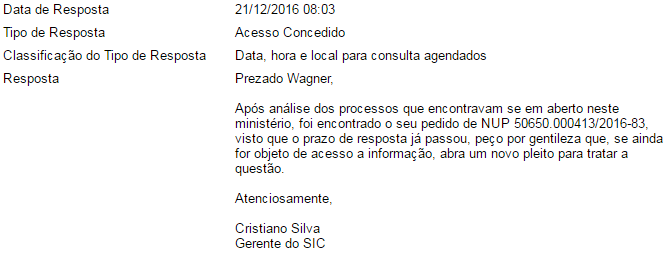 Data de Resposta 21/12/2016 08:03
Tipo de Resposta Acesso Concedido
Classificação do Tipo de Resposta Data, hora e local para consulta agendados
Resposta Prezado Wagner,
Após análise dos processos que encontravam se em aberto neste
ministério, foi encontrado o seu pedido de NUP 50650.000413/2016-83,
visto que o prazo de resposta já passou, peço por gentileza que, se ainda
for objeto de acesso a informação, abra um novo pleito para tratar a
questão.
Atenciosamente,
Cristiano Silva
Gerente do SIC